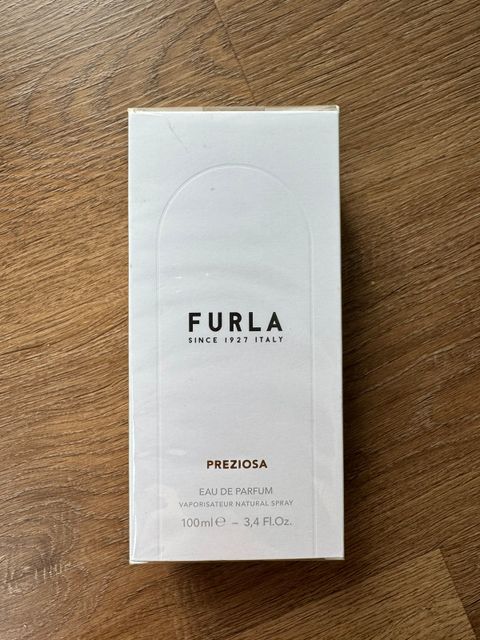 FURLA
SINCE 1927 ITALY
PREZIOSA
EAU DE PARFUM
VAPORISATEUR NATURAL SPRAY
100ml ℮ – 3,4 Fl.Oz.